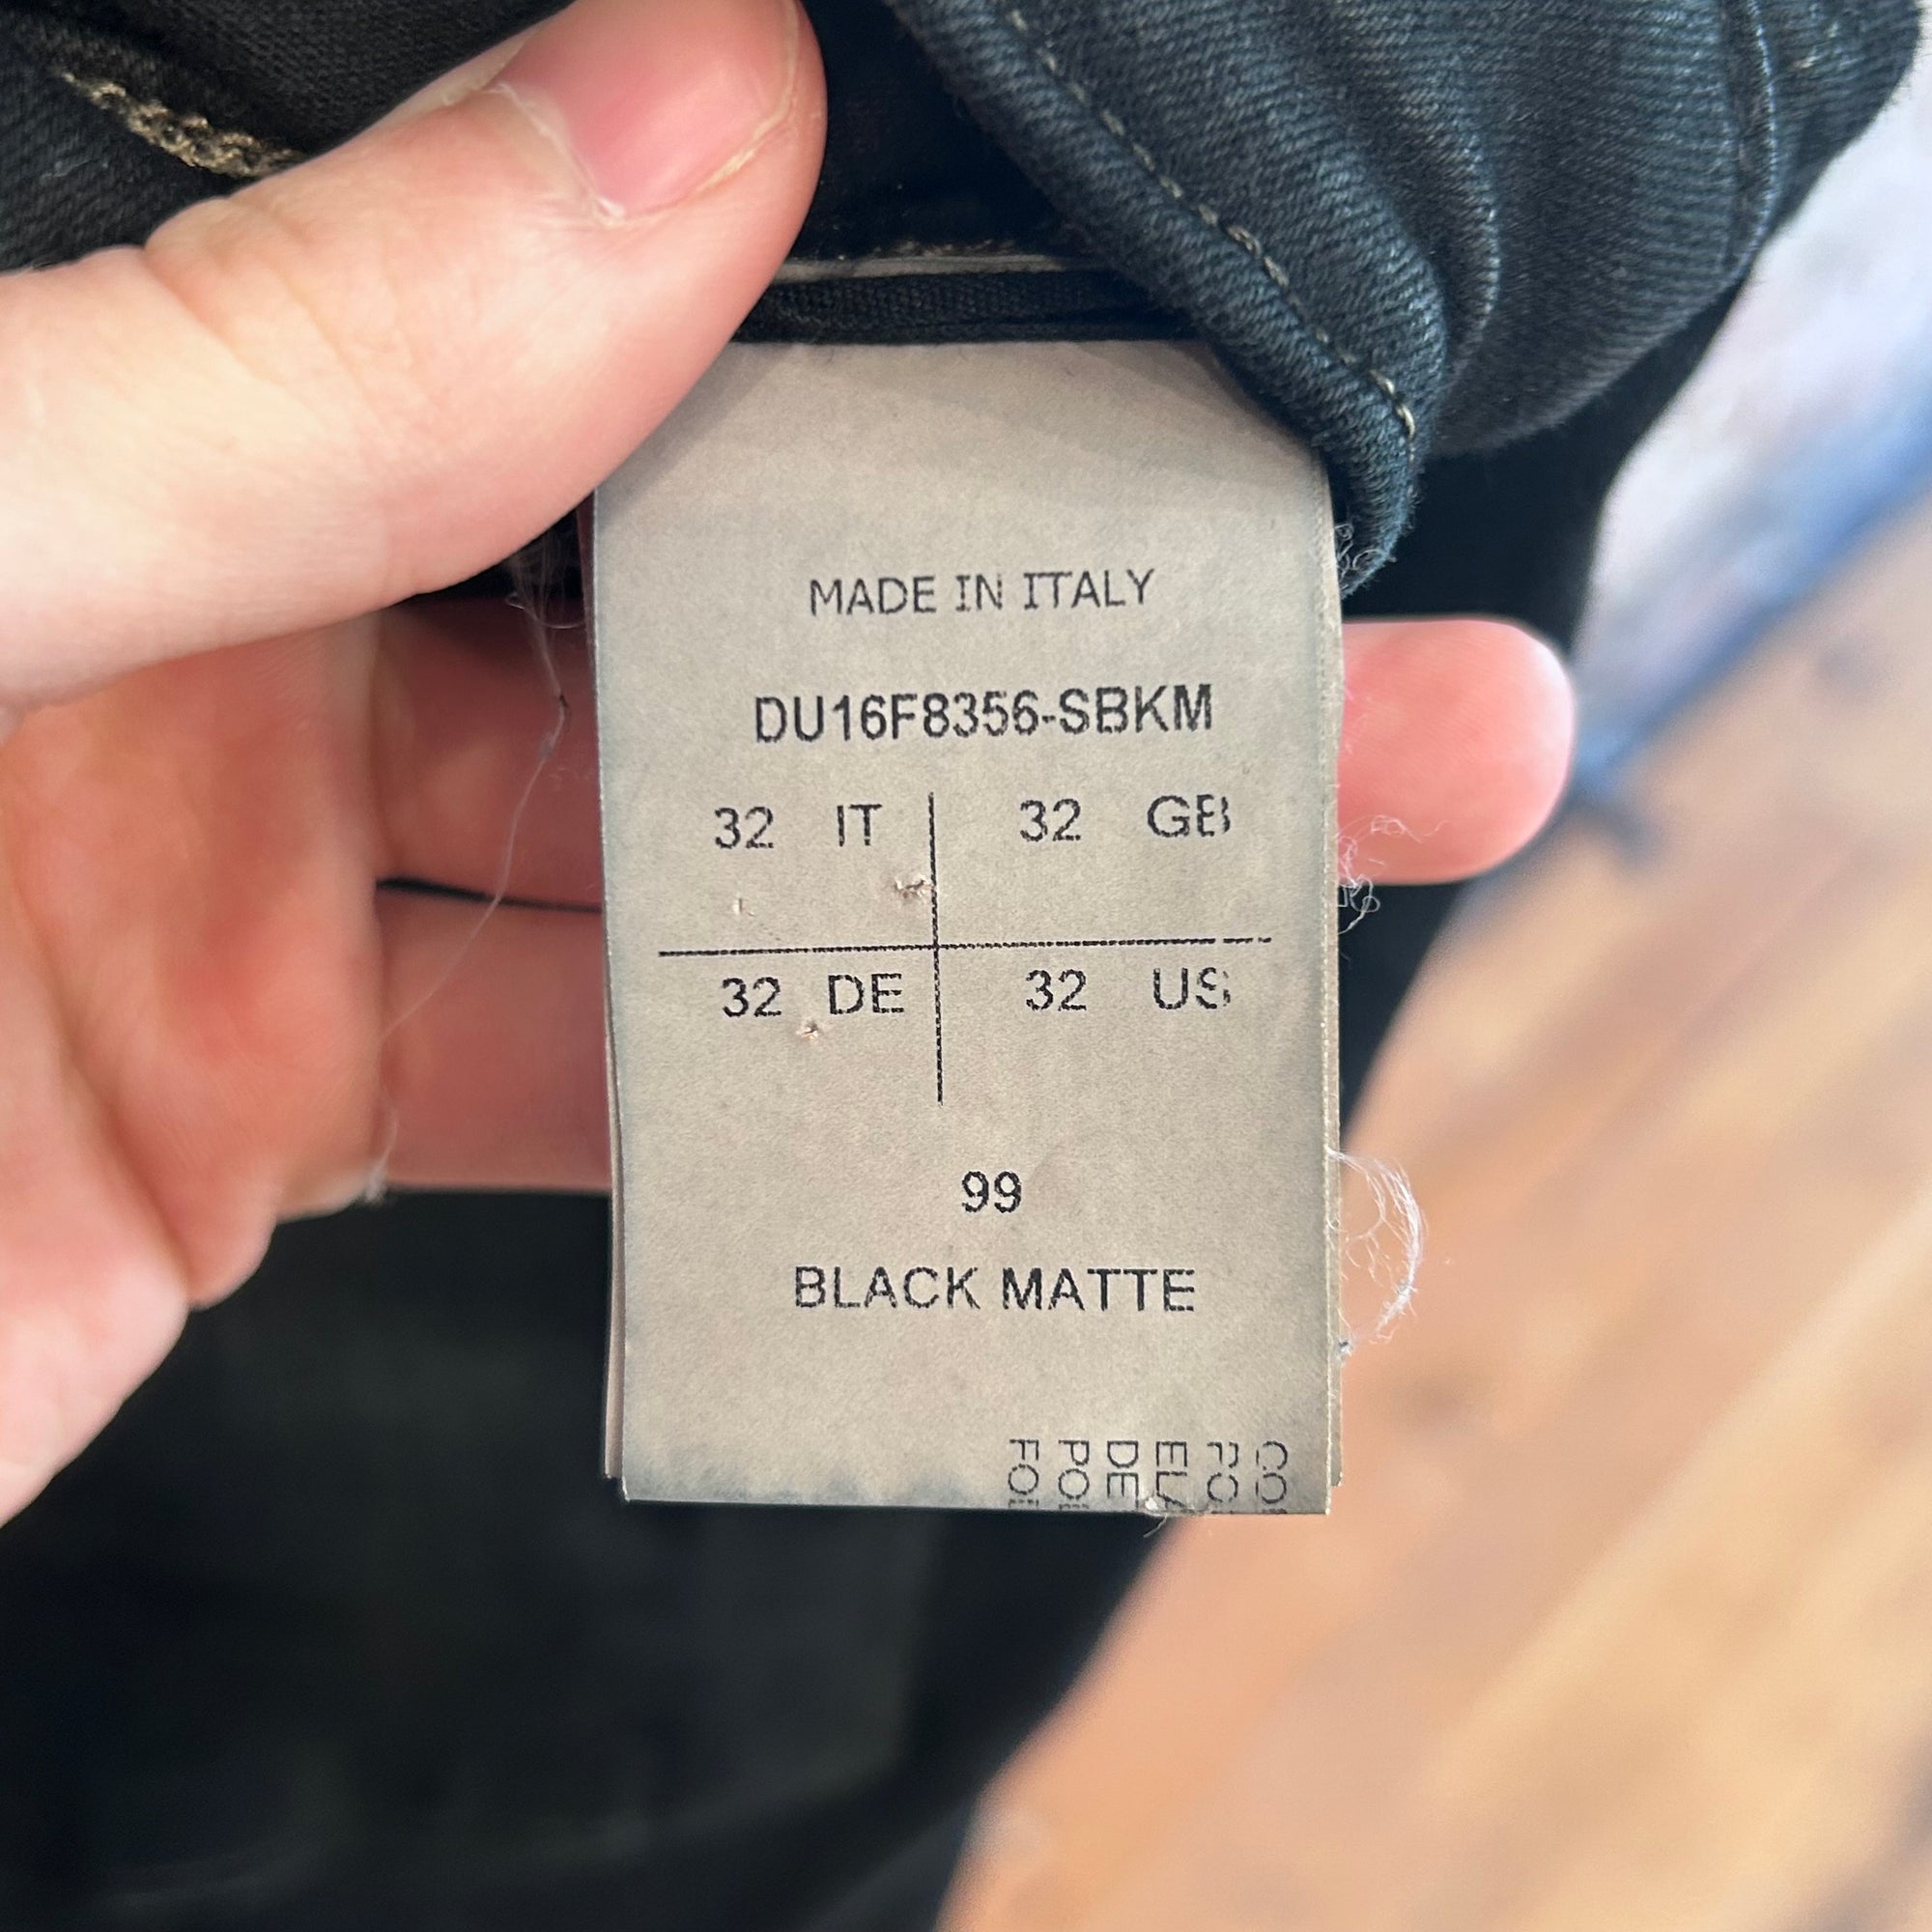 MADE IN ITALY
DU16F8356-SBKM
32 IT 32 GB
32 DE 32 US
99
BLACK MATTE